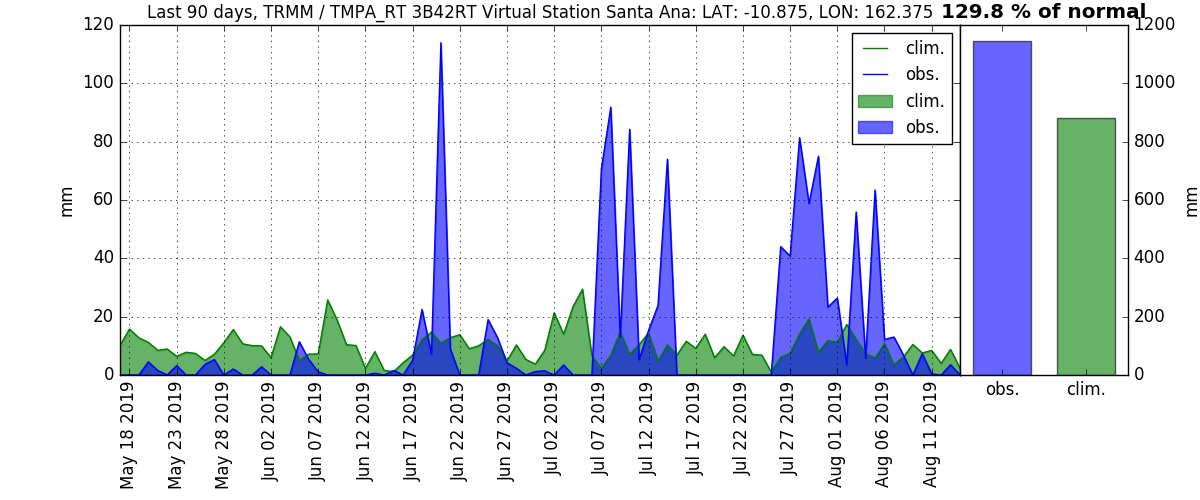 Last 90 days, TRMM / TMPA_RT 3B42RT Virtual Station Santa Ana: LAT: -10.875, LON: 162.375 129.8 % of normal
120
100
80
60
40
20
0
mm
clim.
obs.
clim.
obs.
1200
1000
800
600
400
200
0
mm
May 18 2019
May 23 2019
May 28 2019
Jun 02 2019
Jun 07 2019
Jun 12 2019
Jun 17 2019
Jun 22 2019
Jun 27 2019
Jul 02 2019
Jul 07 2019
Jul 12 2019
Jul 17 2019
Jul 22 2019
Jul 27 2019
Aug 01 2019
Aug 06 2019
Aug 11 2019
obs.
clim.